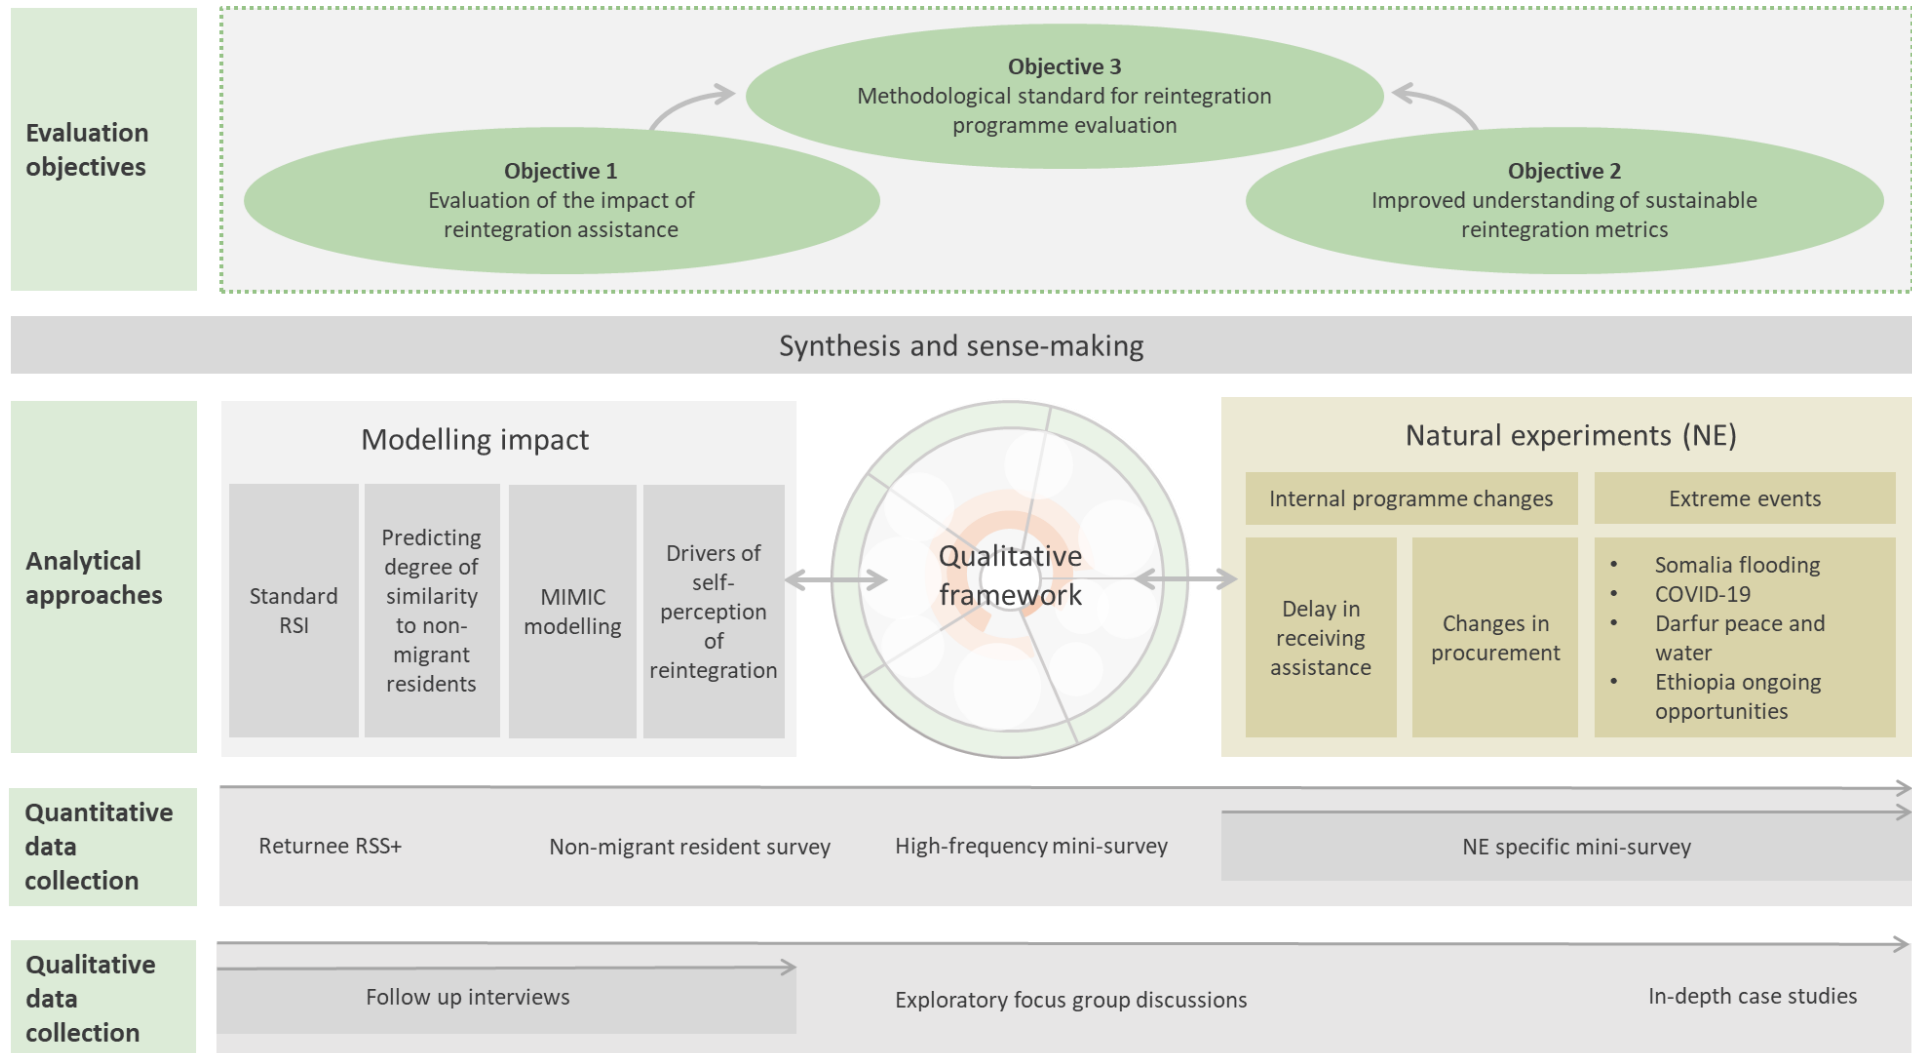 Evaluation
objectives
Objective 3
Methodological standard for reintegration
programme evaluation
Objective 1
Evaluation of the impact of
reintegration assistance
Objective 2
Improved understanding of sustainable
reintegration metrics
Synthesis and sense-making
Analytical
approaches
Modelling impact
Standard
RSI
Predicting
degree of
similarity
to non-
migrant
residents
MIMIC
modelling
Drivers of
self-
perception
of
reintegration
Qualitative
framework
Natural experiments (NE)
Internal programme changes
Delay in
receiving
assistance
Changes in
procurement
Extreme events
• Somalia flooding
• COVID-19
• Darfur peace and
water
• Ethiopia ongoing
opportunities
Quantitative
data
collection
Returnee RSS+
Non-migrant resident survey
High-frequency mini-survey
NE specific mini-survey
Qualitative
data
collection
Follow up interviews
Exploratory focus group discussions
In-depth case studies